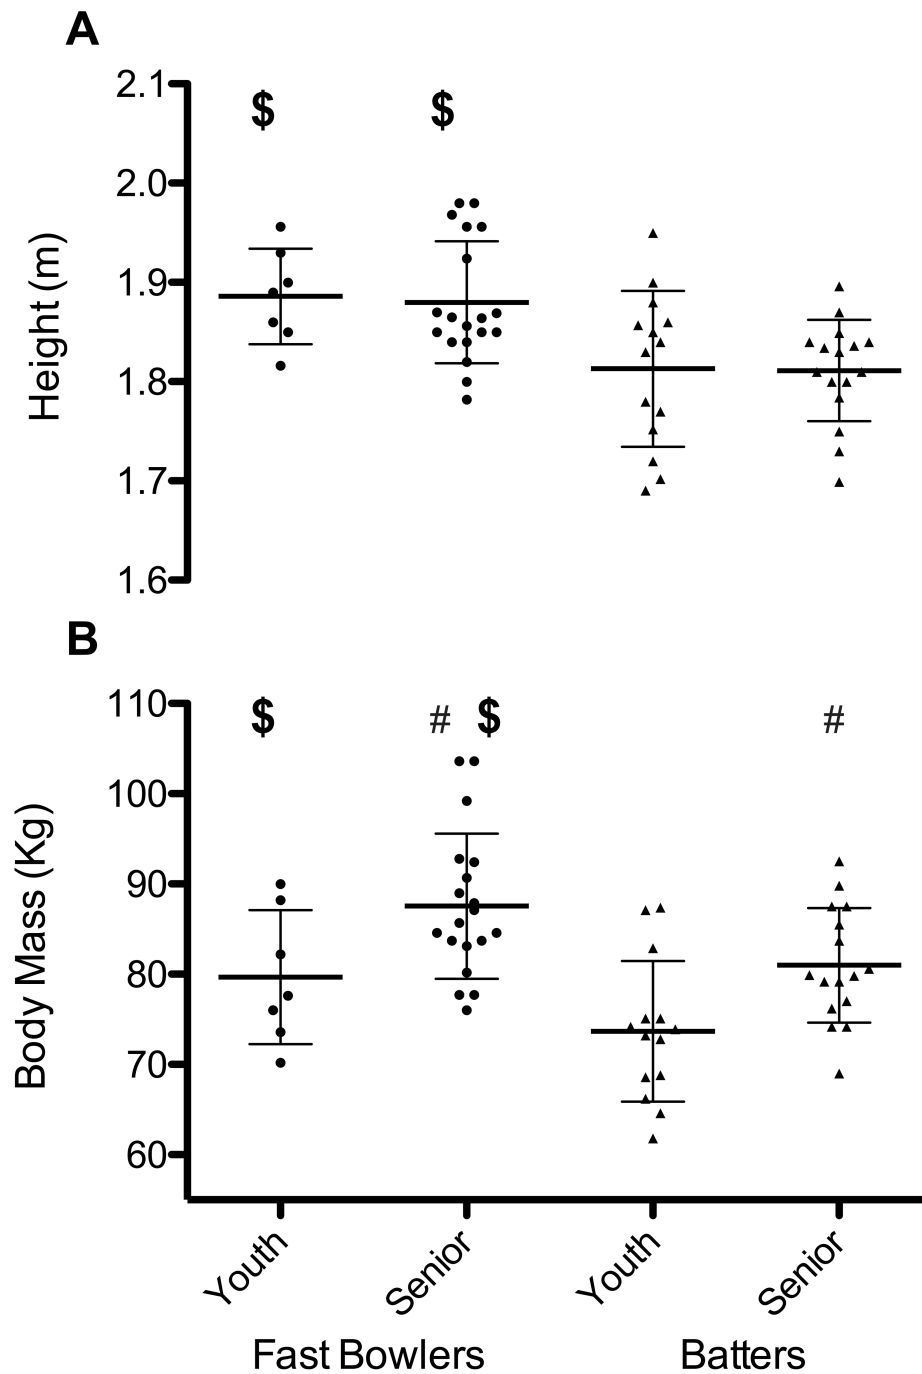 A
2.1
$ $
2.0
1.9
1.8
1.7
1.6
Height (m)
B
110
$ # $ #
100
90
80
70
60
Body Mass (Kg)
Youth Senior Youth Senior
Fast Bowlers Batters